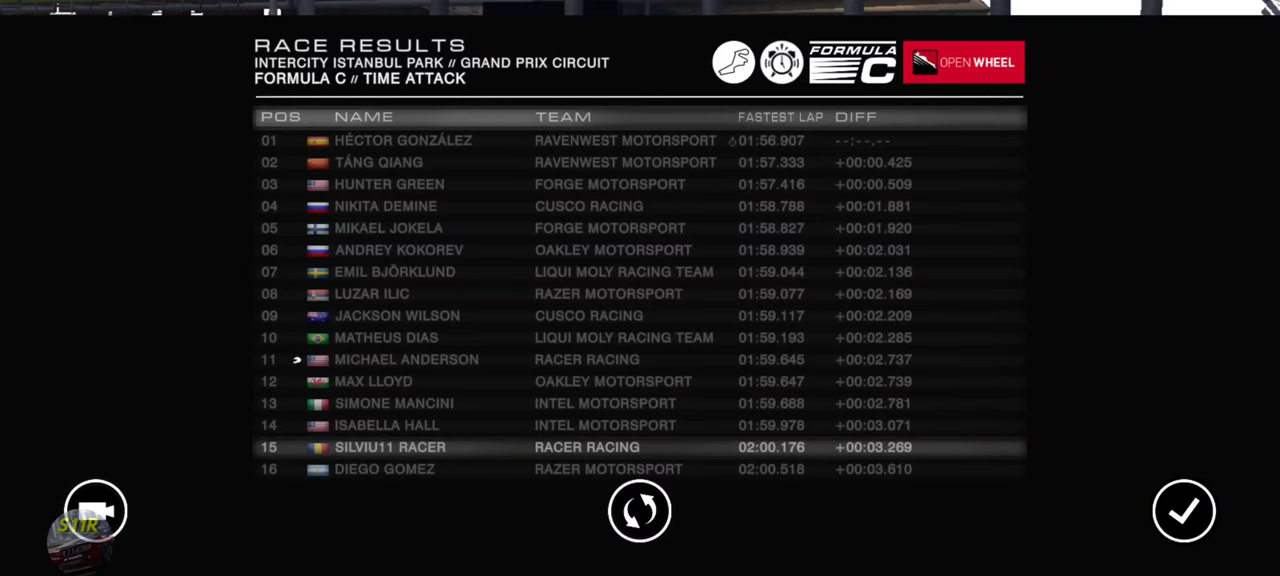 RACE RESULTS
INTERCITY ISTANBUL PARK // GRAND PRIX CIRCUIT
FORMULA C // TIME ATTACK
FORMULA C
OPEN WHEEL
POS NAME TEAM FASTEST LAP DIFF
01 HÉCTOR GONZÁLEZ RAVENWEST MOTORSPORT 01:56.907 --:--.--
02 TÁNG QIANG RAVENWEST MOTORSPORT 01:57.333 +00:00.425
03 HUNTER GREEN FORGE MOTORSPORT 01:57.416 +00:00.509
04 NIKITA DEMINE CUSCO RACING 01:58.788 +00:01.881
05 MIKAEL JOKELA FORGE MOTORSPORT 01:58.827 +00:01.920
06 ANDREY KOKOREV OAKLEY MOTORSPORT 01:58.939 +00:02.031
07 EMIL BJÖRKLUND LIQUI MOLY RACING TEAM 01:59.044 +00:02.136
08 LUZAR ILIC RAZER MOTORSPORT 01:59.077 +00:02.169
09 JACKSON WILSON CUSCO RACING 01:59.117 +00:02.209
10 MATHEUS DIAS LIQUI MOLY RACING TEAM 01:59.193 +00:02.285
11 MICHAEL ANDERSON RACER RACING 01:59.645 +00:02.737
12 MAX LLOYD OAKLEY MOTORSPORT 01:59.647 +00:02.739
13 SIMONE MANCINI INTEL MOTORSPORT 01:59.688 +00:02.781
14 ISABELLA HALL INTEL MOTORSPORT 01:59.978 +00:03.071
15 SILVIU11 RACER RACER RACING 02:00.176 +00:03.269
16 DIEGO GOMEZ RAZER MOTORSPORT 02:00.518 +00:03.610
S11R